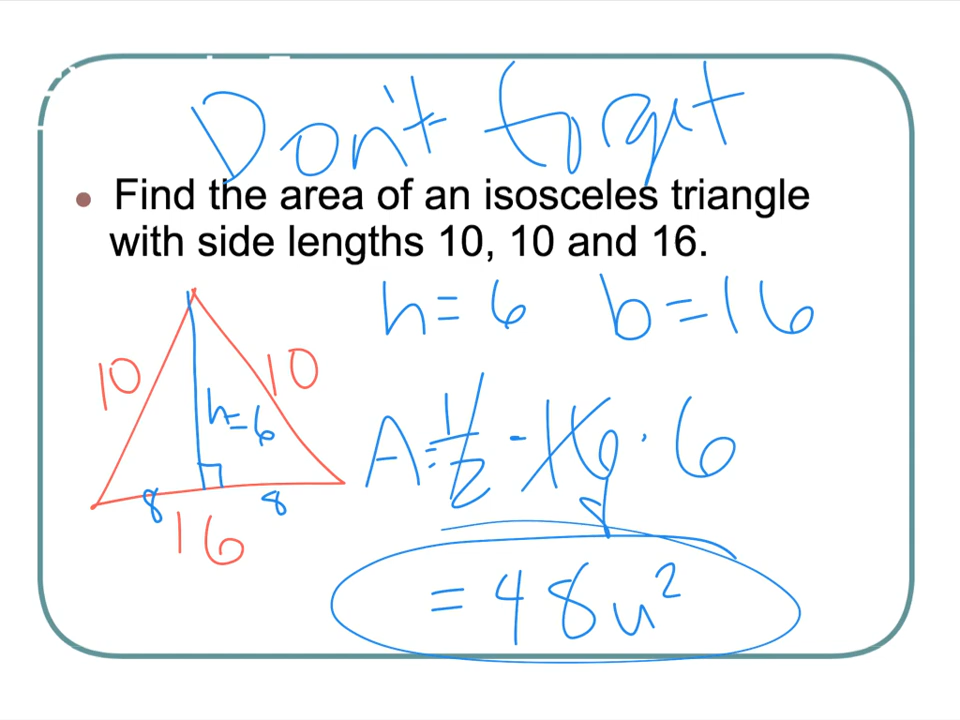 Don't forget
• Find the area of an isosceles triangle
with side lengths 10, 10 and 16.
h = 6 b = 16
10 10
h = 6
A = 1/2 · 16 · 6
8 8
16
= 48u²